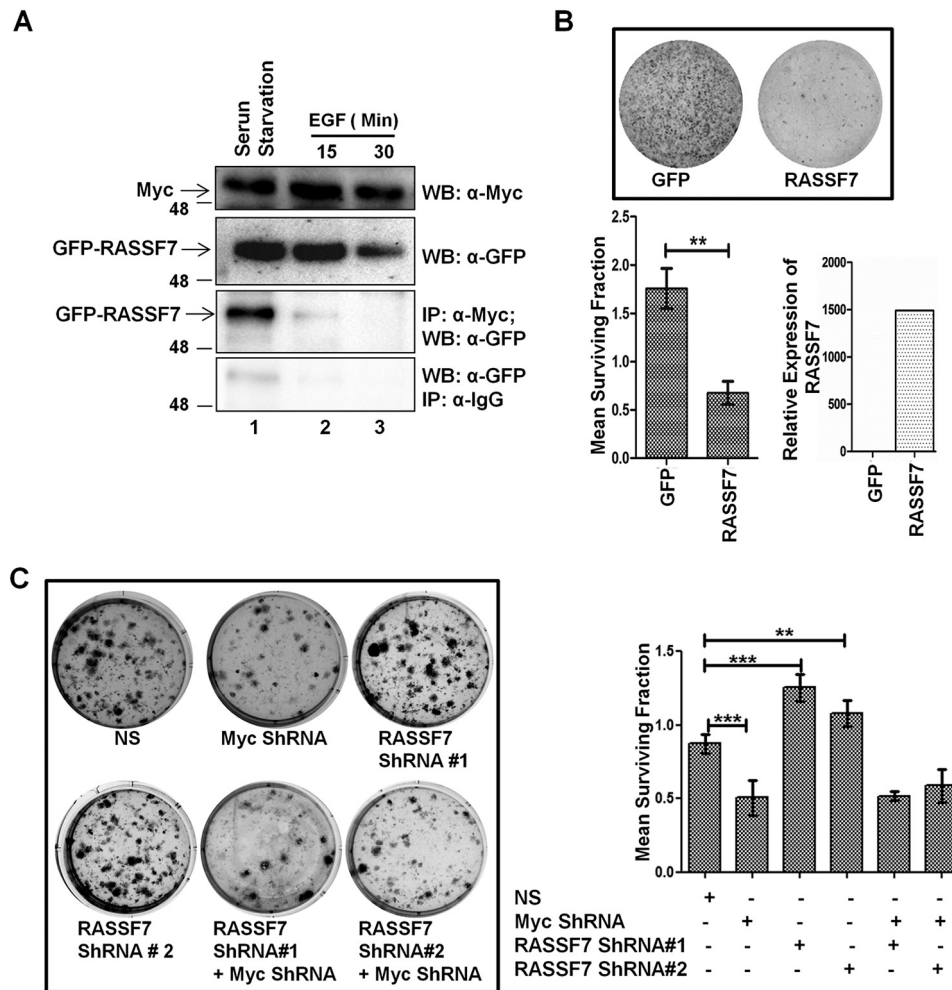 A
Serun
Starvation
EGF ( Min)
15 30
Myc
48
WB: α-Myc
GFP-RASSF7
48
WB: α-GFP
GFP-RASSF7
48
IP: α-Myc;
WB: α-GFP
48
WB: α-GFP
IP: α-IgG
1 2 3
B
GFP RASSF7
Mean Surviving Fraction
2.5
2.0
1.5
1.0
0.5
0.0
**
GFP
RASSF7
Relative Expression of
RASSF7
2000
1500
1000
500
0
GFP
RASSF7
C
NS
Myc ShRNA
RASSF7
ShRNA #1
RASSF7
ShRNA # 2
RASSF7
ShRNA#1
+ Myc ShRNA
RASSF7
ShRNA#2
+ Myc ShRNA
Mean Surviving Fraction
1.5
1.0
0.5
0.0
**
***
***
NS + - - - - -
Myc ShRNA - + - - + +
RASSF7 ShRNA#1 - - + - + -
RASSF7 ShRNA#2 - - - + - +